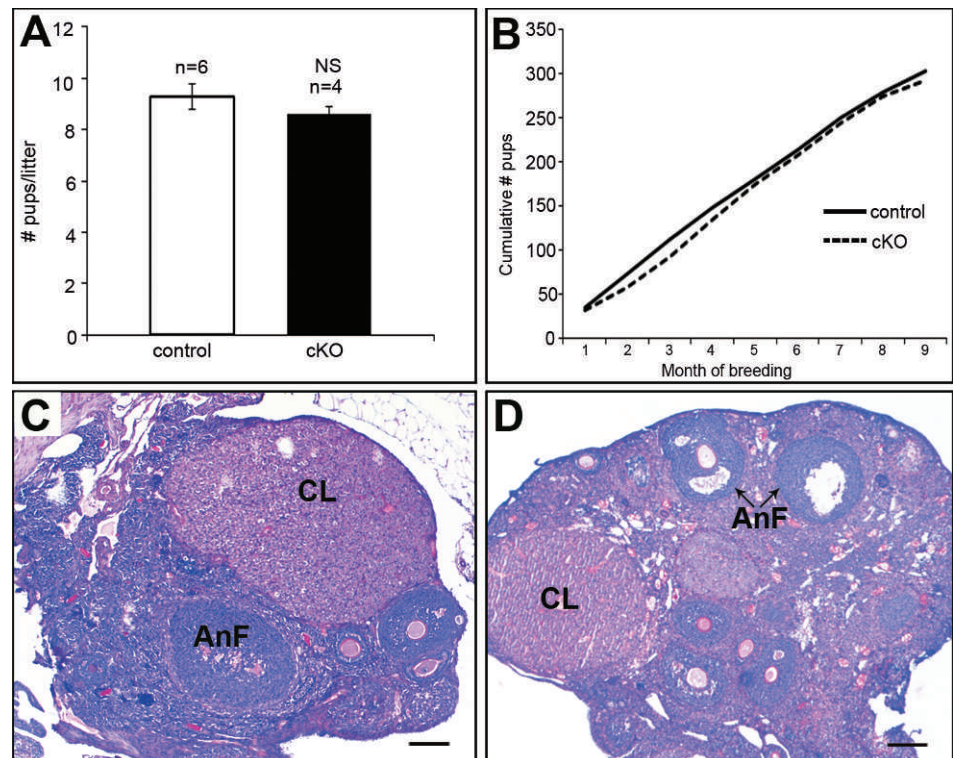 A
12
10
8
6
4
2
0
# pups/litter
n=6
NS
n=4
control
cKO
B
350
300
250
200
150
100
50
0
Cumulative # pups
control
cKO
1 2 3 4 5 6 7 8 9
Month of breeding
C
CL
AnF
D
AnF
CL